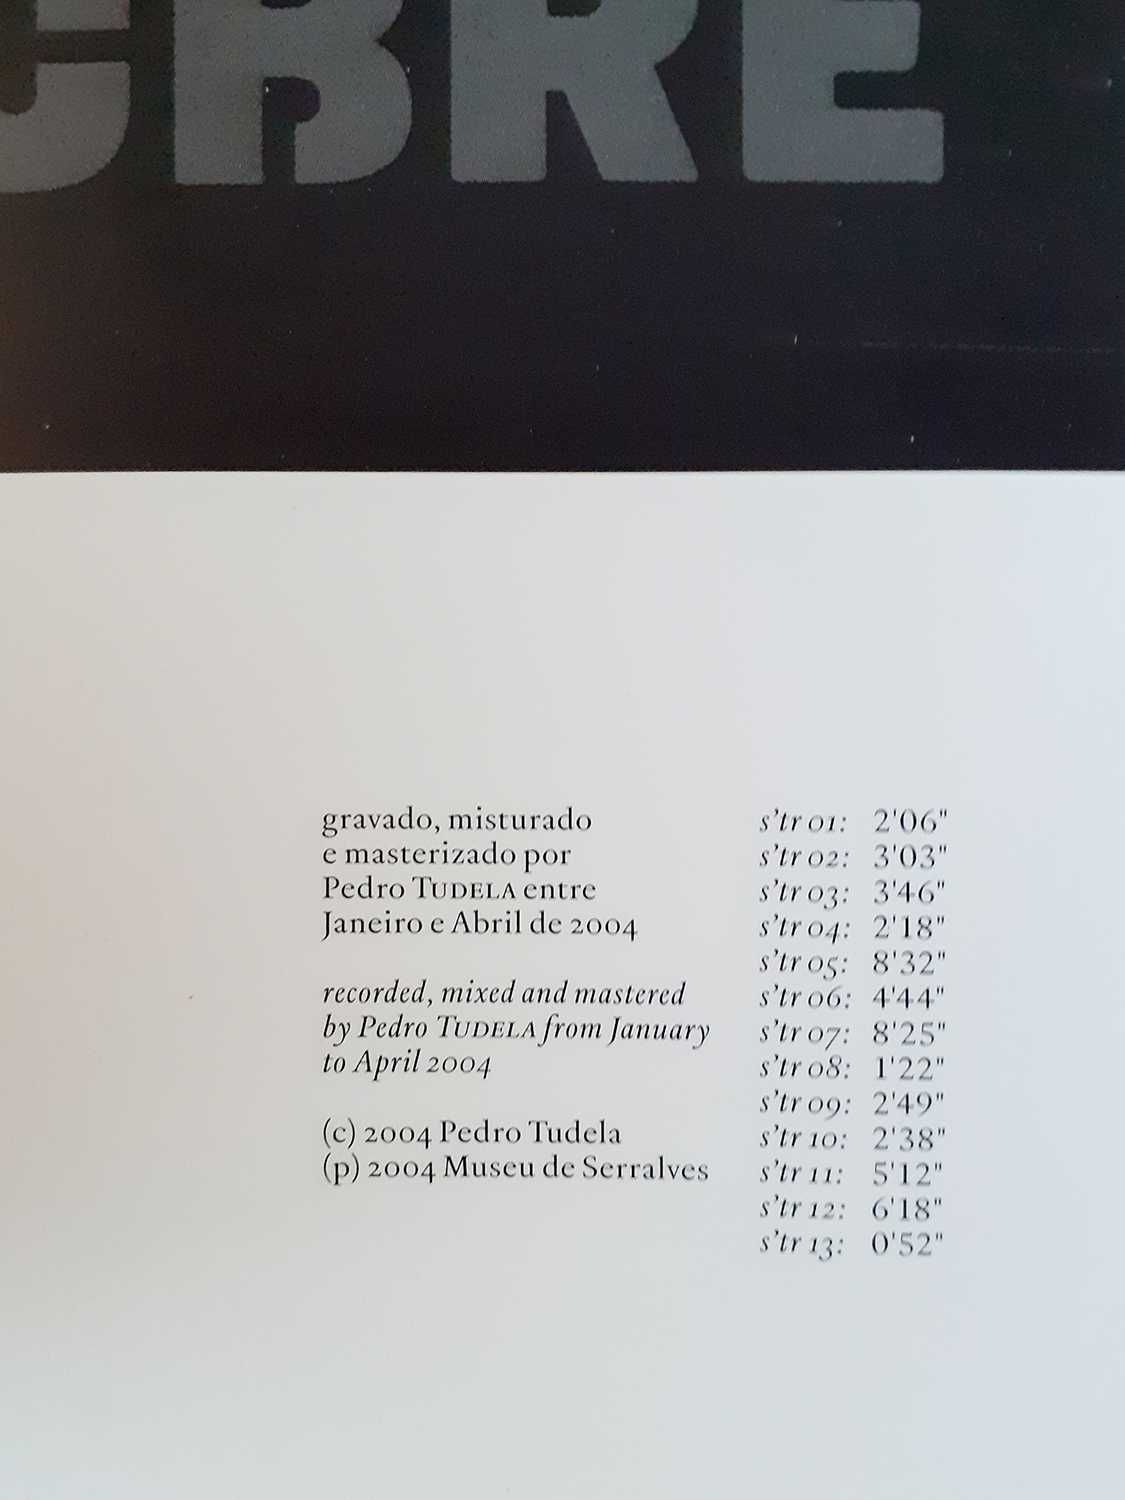 CBRE
gravado, misturado
e masterizado por
Pedro TUDELA entre
Janeiro e Abril de 2004
recorded, mixed and mastered
by Pedro TUDELA from January
to April 2004
(c) 2004 Pedro Tudela
(p) 2004 Museu de Serralves
s'tr 01: 2'06"
s'tr 02: 3'03"
s'tr 03: 3'46"
s'tr 04: 2'18"
s'tr 05: 8'32"
s'tr 06: 4'44"
s'tr 07: 8'25"
s'tr 08: 1'22"
s'tr 09: 2'49"
s'tr 10: 2'38"
s'tr 11: 5'12"
s'tr 12: 6'18"
s'tr 13: 0'52"